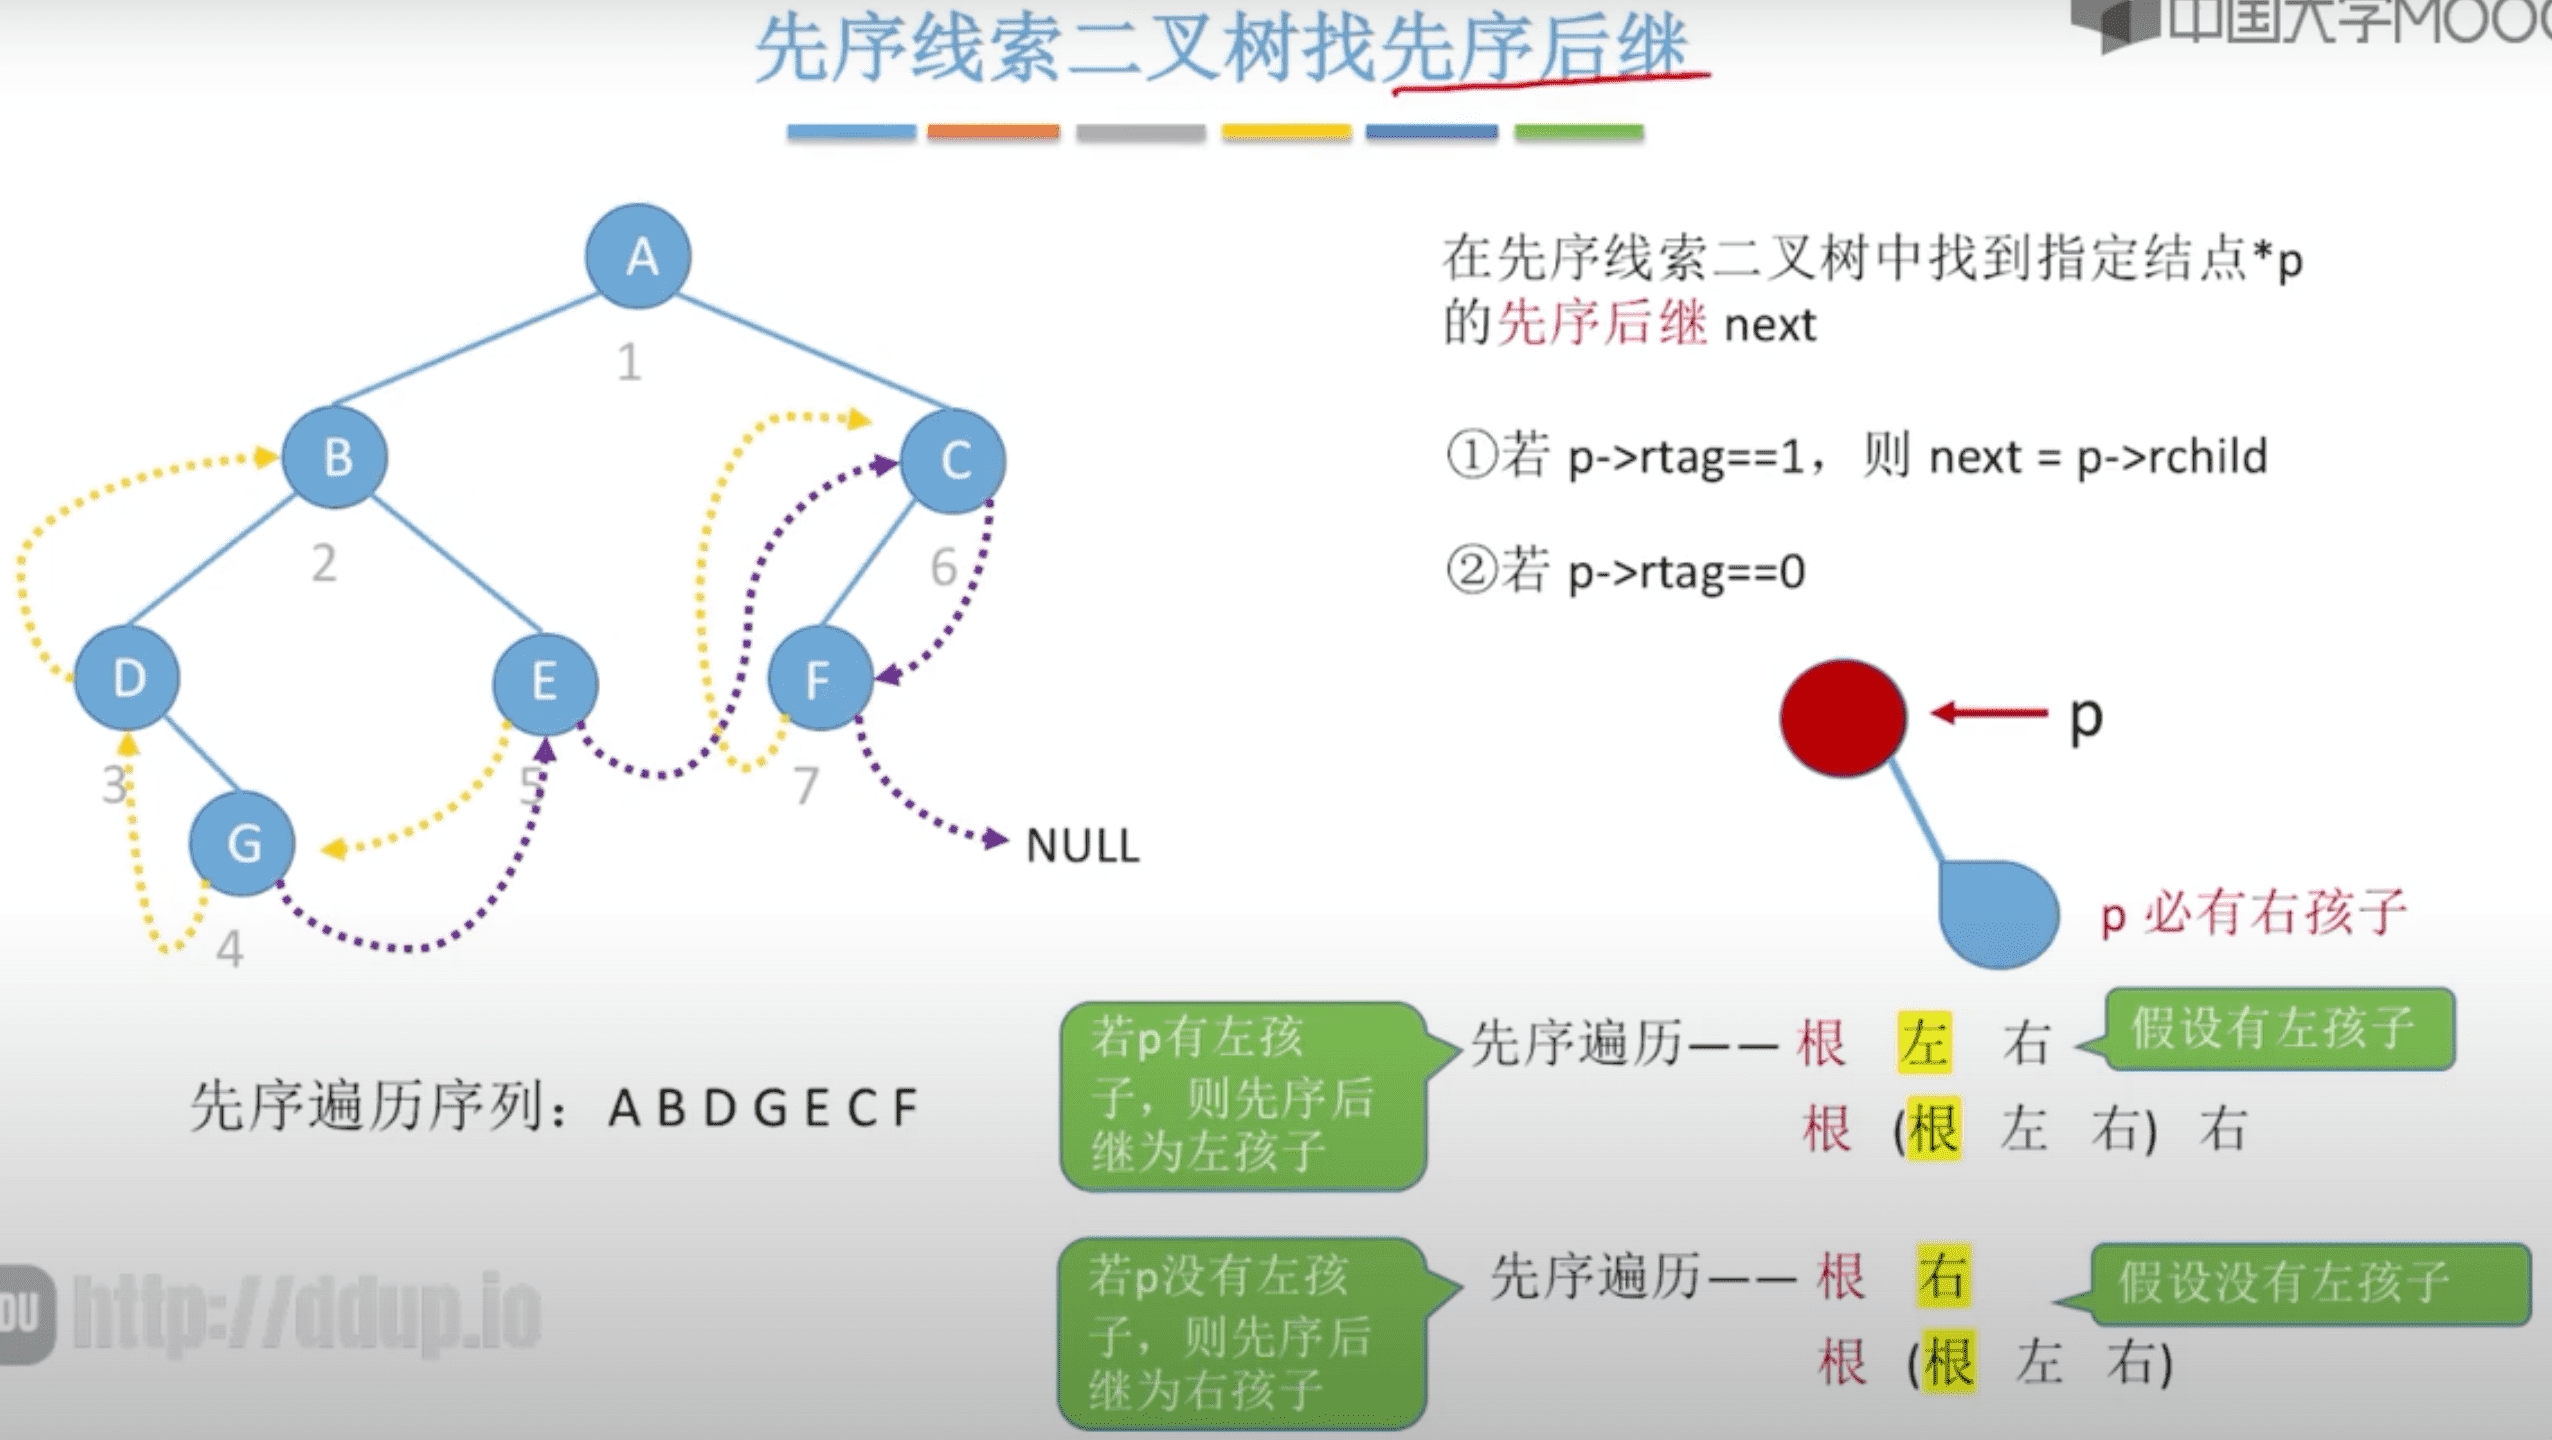 先序线索二叉树找先序后继
中国大学MOOC
A
1
B
C
2
6
D
E
F
3
5
7
G
4
NULL
先序遍历序列：A B D G E C F
在先序线索二叉树中找到指定结点*p
的先序后继 next
①若 p->rtag==1，则 next = p->rchild
②若 p->rtag==0
p
p 必有右孩子
若p有左孩
子，则先序后
继为左孩子
先序遍历——根 左 右
假设有左孩子
根 (根 左 右) 右
若p没有左孩
子，则先序后
继为右孩子
先序遍历——根 右
假设没有左孩子
根 (根 左 右)
DU http://ddup.io